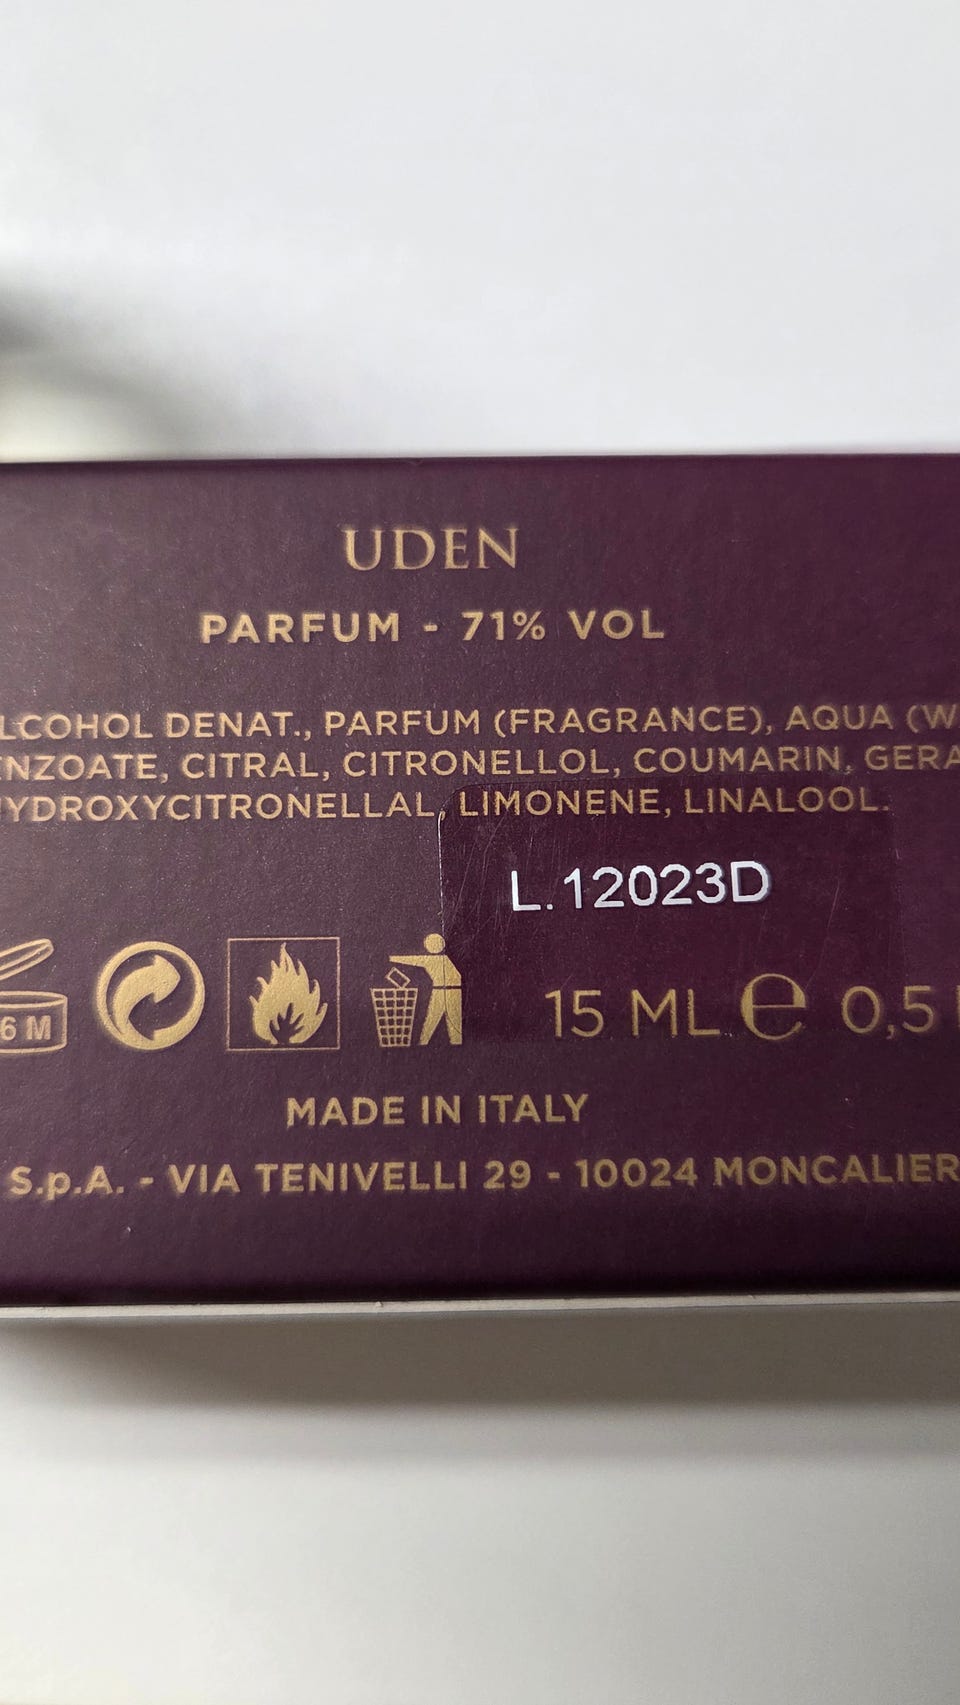 UDEN
PARFUM - 71% VOL
LCOHOL DENAT., PARFUM (FRAGRANCE), AQUA (W
NZOATE, CITRAL, CITRONELLOL, COUMARIN, GERA
YDROXYCITRONELLAL, LIMONENE, LINALOOL.
L.12023D
6 M
15 ML e 0,5
MADE IN ITALY
S.p.A. - VIA TENIVELLI 29 - 10024 MONCALIER